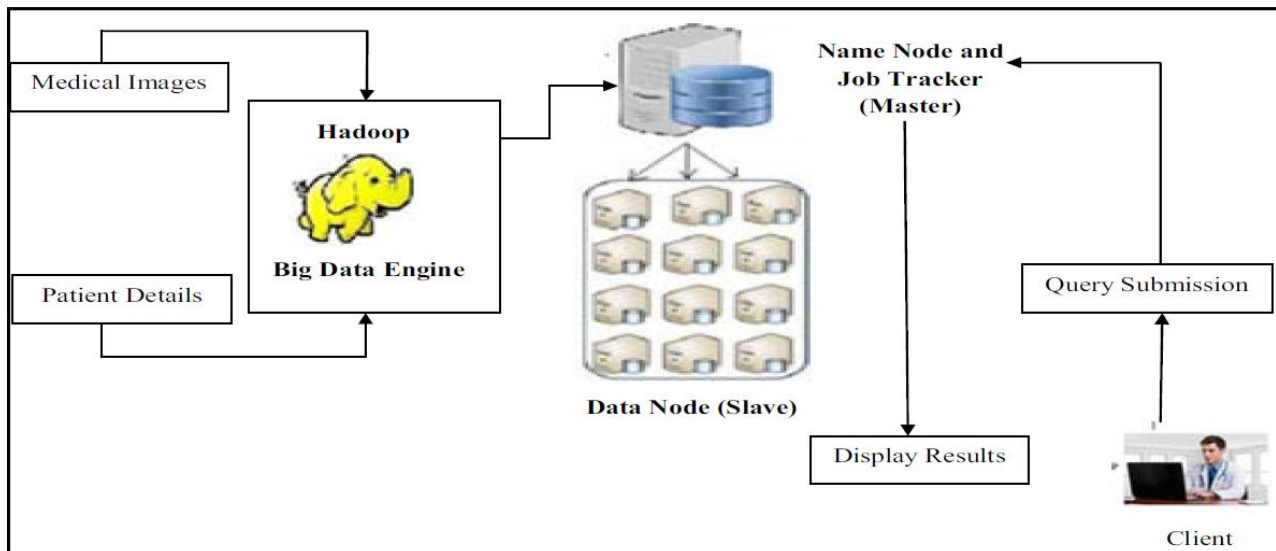 Medical Images
Hadoop
Big Data Engine
Patient Details
Name Node and
Job Tracker
(Master)
Data Node (Slave)
Query Submission
Display Results
Client